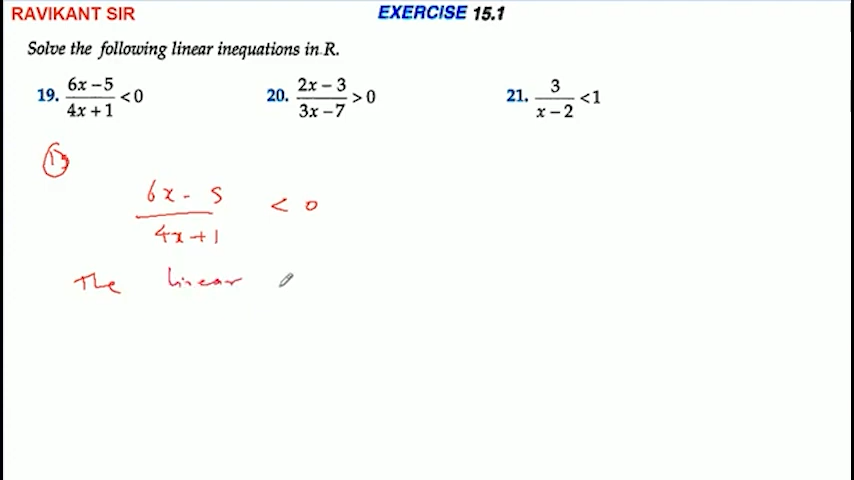 RAVIKANT SIR
EXERCISE 15.1
Solve the following linear inequations in R.
19. (6x – 5)/(4x + 1) < 0 20. (2x – 3)/(3x – 7) > 0 21. 3/(x – 2) < 1
(6x - 5)/(4x + 1) < 0
The linear